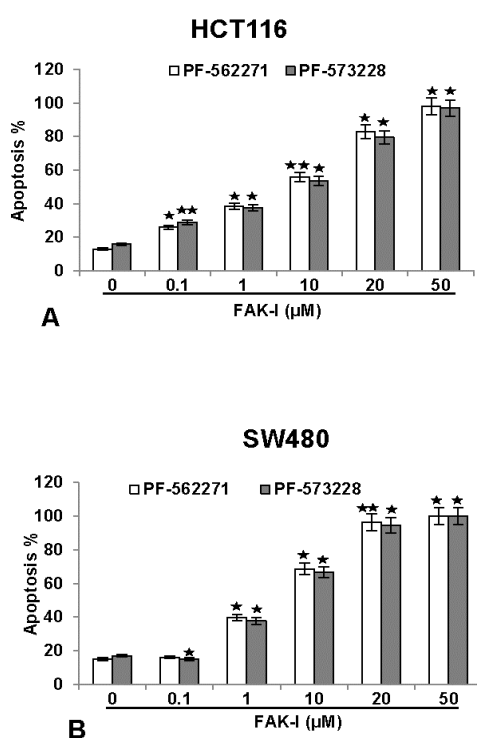 HCT116
PF-562271 PF-573228
Apoptosis %
120
100
80
60
40
20
0
★ ★★ ★ ★ ★★ ★ ★ ★ ★ ★
0 0.1 1 10 20 50
FAK-I (µM)
A
SW480
PF-562271 PF-573228
Apoptosis %
120
100
80
60
40
20
0
★ ★ ★ ★ ★ ★★ ★ ★ ★
0 0.1 1 10 20 50
FAK-I (µM)
B